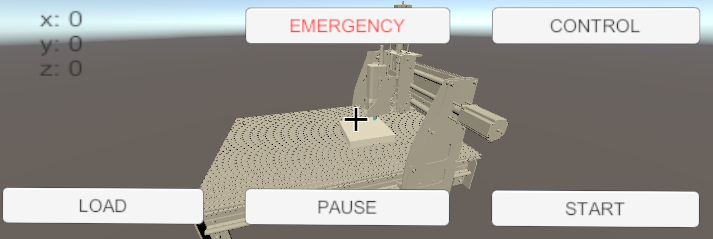 x: 0
y: 0
z: 0
EMERGENCY
CONTROL
LOAD
PAUSE
START